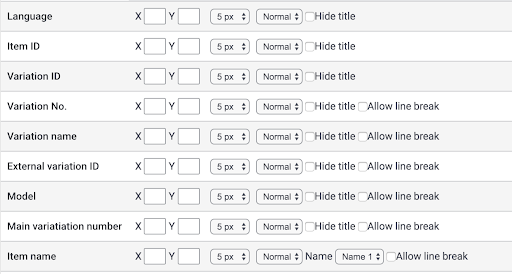 Language X Y 5 px Normal Hide title
Item ID X Y 5 px Normal Hide title
Variation ID X Y 5 px Normal Hide title
Variation No. X Y 5 px Normal Hide title Allow line break
Variation name X Y 5 px Normal Hide title Allow line break
External variation ID X Y 5 px Normal Hide title Allow line break
Model X Y 5 px Normal Hide title Allow line break
Main variatiation number X Y 5 px Normal Hide title Allow line break
Item name X Y 5 px Normal Name Name 1 Allow line break